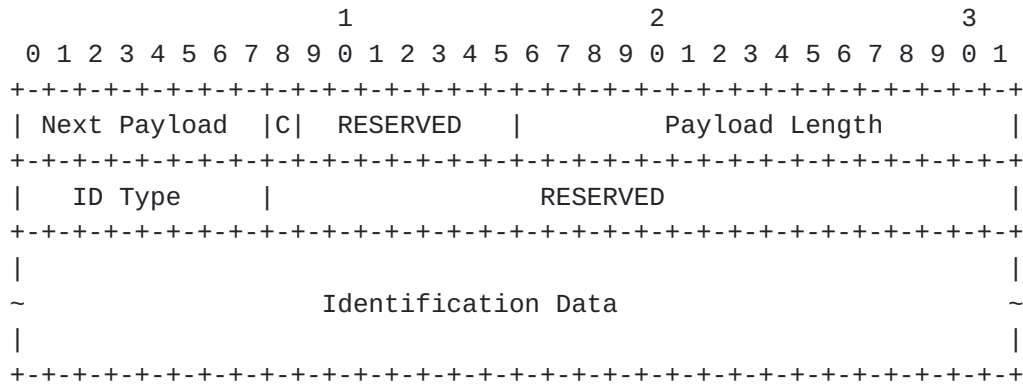 1                   2                   3
 0 1 2 3 4 5 6 7 8 9 0 1 2 3 4 5 6 7 8 9 0 1 2 3 4 5 6 7 8 9 0 1
+-+-+-+-+-+-+-+-+-+-+-+-+-+-+-+-+-+-+-+-+-+-+-+-+-+-+-+-+-+-+-+-+
| Next Payload  |C|  RESERVED   |         Payload Length        |
+-+-+-+-+-+-+-+-+-+-+-+-+-+-+-+-+-+-+-+-+-+-+-+-+-+-+-+-+-+-+-+-+
|   ID Type     |                 RESERVED                      |
+-+-+-+-+-+-+-+-+-+-+-+-+-+-+-+-+-+-+-+-+-+-+-+-+-+-+-+-+-+-+-+-+
|                                                               |
~                   Identification Data                         ~
|                                                               |
+-+-+-+-+-+-+-+-+-+-+-+-+-+-+-+-+-+-+-+-+-+-+-+-+-+-+-+-+-+-+-+-+